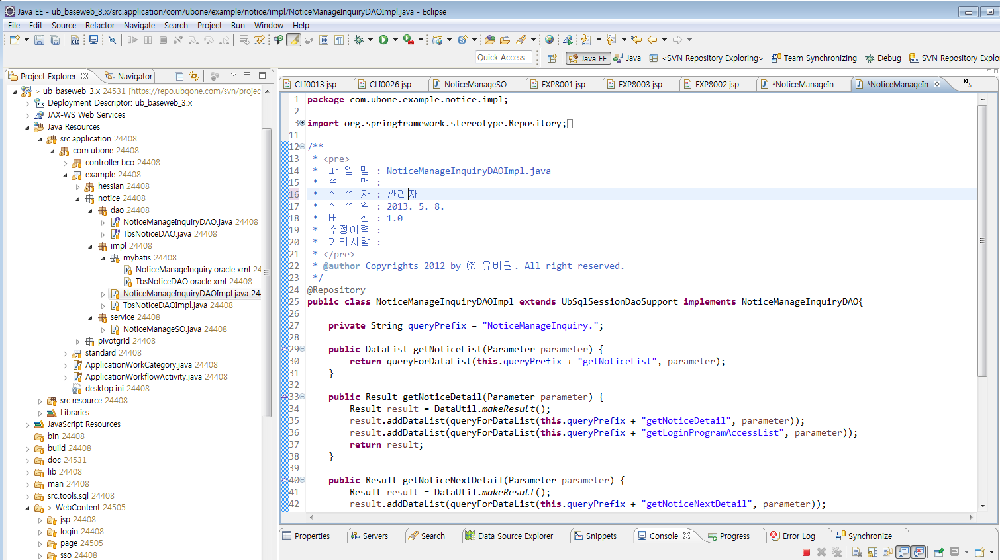 Java EE - ub_baseweb_3.x/src.application/com/ubone/example/notice/impl/NoticeManageInquiryDAOImpl.java - Eclipse
File Edit Source Refactor Navigate Search Project Run Window Help
Quick Access
Java EE Java <SVN Repository Exploring> Team Synchronizing Debug SVN Repository Explo
Project Explorer Navigator
> ub_baseweb_3.x 24531 [https://repo.ubqone.com/svn/projec
Deployment Descriptor: ub_baseweb_3.x
JAX-WS Web Services
Java Resources
src.application 24408
com.ubone 24408
controller.bco 24408
example 24408
hessian 24408
notice 24408
dao 24408
NoticeManageInquiryDAO.java 24408
TbsNoticeDAO.java 24408
impl 24408
mybatis 24408
NoticeManageInquiry.oracle.xml 24
TbsNoticeDAO.oracle.xml 24408
NoticeManageInquiryDAOImpl.java 244
TbsNoticeDAOImpl.java 24408
service 24408
NoticeManageSO.java 24408
pivotgrid 24408
standard 24408
ApplicationWorkCategory.java 24408
ApplicationWorkflowActivity.java 24408
desktop.ini 24408
src.resource 24408
Libraries
JavaScript Resources
bin 24408
build 24408
doc 24531
lib 24408
man 24408
src.tools.sql 24408
> WebContent 24505
jsp 24408
login 24408
page 24505
sso 24408
CLI0013.jsp CLI0026.jsp NoticeManageSO. EXP8001.jsp EXP8003.jsp EXP8002.jsp *NoticeManageIn *NoticeManageIn »5
1 package com.ubone.example.notice.impl;
2
3 import org.springframework.stereotype.Repository;
11
12 /**
13 * <pre>
14 * 파 일 명 : NoticeManageInquiryDAOImpl.java
15 * 설 명 :
16 * 작 성 자 : 관리자
17 * 작 성 일 : 2013. 5. 8.
18 * 버 전 : 1.0
19 * 수정이력 :
20 * 기타사항 :
21 * </pre>
22 * @author Copyrights 2012 by ㈜ 유비원. All right reserved.
23 */
24 @Repository
25 public class NoticeManageInquiryDAOImpl extends UbSqlSessionDaoSupport implements NoticeManageInquiryDAO{
26
27 private String queryPrefix = "NoticeManageInquiry.";
28
29 public DataList getNoticeList(Parameter parameter) {
30 return queryForDataList(this.queryPrefix + "getNoticeList", parameter);
31 }
32
33 public Result getNoticeDetail(Parameter parameter) {
34 Result result = DataUtil.makeResult();
35 result.addDataList(queryForDataList(this.queryPrefix + "getNoticeDetail", parameter));
36 result.addDataList(queryForDataList(this.queryPrefix + "getLoginProgramAccessList", parameter));
37 return result;
38 }
39
40 public Result getNoticeNextDetail(Parameter parameter) {
41 Result result = DataUtil.makeResult();
42 result.addDataList(queryForDataList(this.queryPrefix + "getNoticeNextDetail", parameter));
Properties Servers Search Data Source Explorer Snippets Console Progress Error Log Synchronize